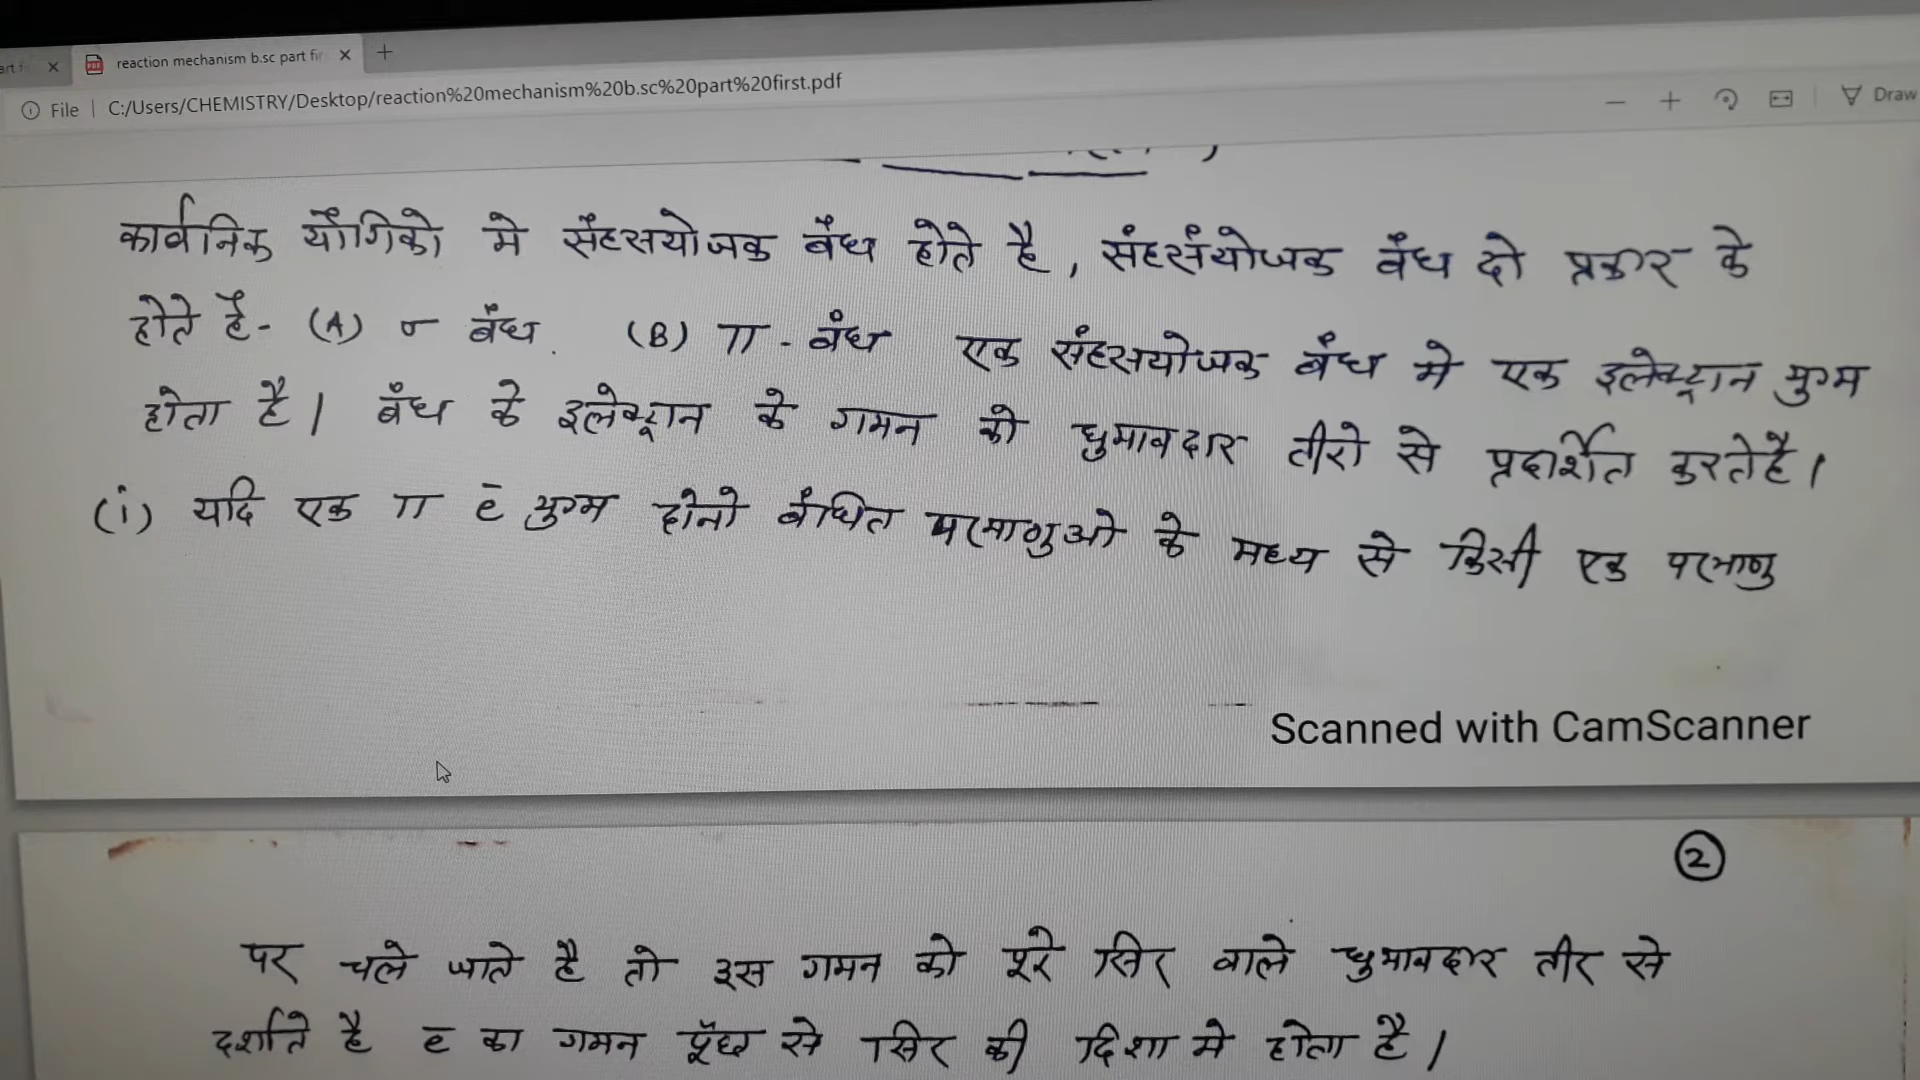 reaction mechanism b.sc part fir
File | C:/Users/CHEMISTRY/Desktop/reaction%20mechanism%20b.sc%20part%20first.pdf
Draw
कार्बनिक यौगिको मे संहसयोजक बंध होते है, संहसंयोजक बंध दो प्रकार के
होते है- (A) σ बंध (B) π - बंध एक संहसयोजक बंध मे एक इलेक्ट्रान युग्म
होता है। बंध के इलेक्ट्रान के गमन को घुमावदार तीरो से प्रदर्शित करते है।
(i) यदि एक π ē युग्म दोनो बंधित परमाणुओ के मध्य से किसी एक परमाणु
Scanned with CamScanner
2
पर चले जाते है तो इस गमन को सिर वाले घुमावदार तीर से
दर्शाते है ē का गमन पूँछ से सिर की दिशा मे होता है।